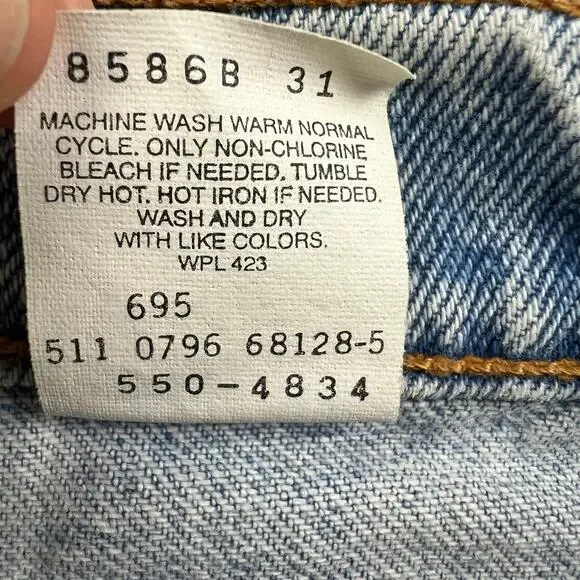 8586B 31
MACHINE WASH WARM NORMAL
CYCLE. ONLY NON-CHLORINE
BLEACH IF NEEDED. TUMBLE
DRY HOT. HOT IRON IF NEEDED.
WASH AND DRY
WITH LIKE COLORS.
WPL 423
695
511 0796 68128-5
550-4834